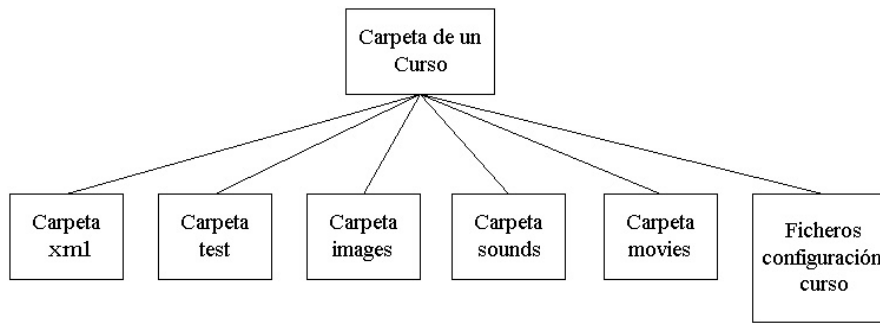 Carpeta de un
Curso
Carpeta
xml
Carpeta
test
Carpeta
images
Carpeta
sounds
Carpeta
movies
Ficheros
configuración
curso